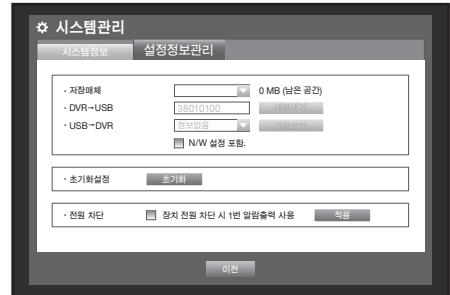 시스템관리
시스템정보 설정정보관리
· 저장매체 0 MB (남은 공간)
· DVR→USB 38010100 내보내기
· USB→DVR 정보없음 가져오기
N/W 설정 포함.
· 초기화설정 초기화
· 전원 차단 장치 전원 차단 시 1번 알람출력 사용 적용
이전